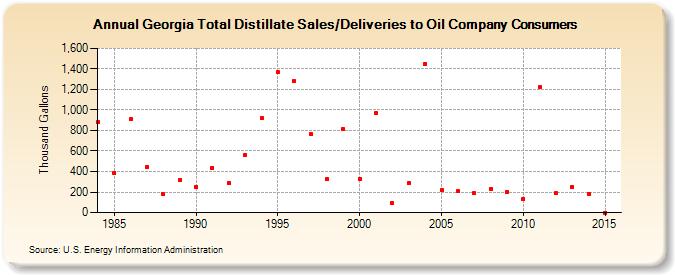 Annual Georgia Total Distillate Sales/Deliveries to Oil Company Consumers
Thousand Gallons
1,600
1,400
1,200
1,000
800
600
400
200
0
1985 1990 1995 2000 2005 2010 2015
Source: U.S. Energy Information Administration